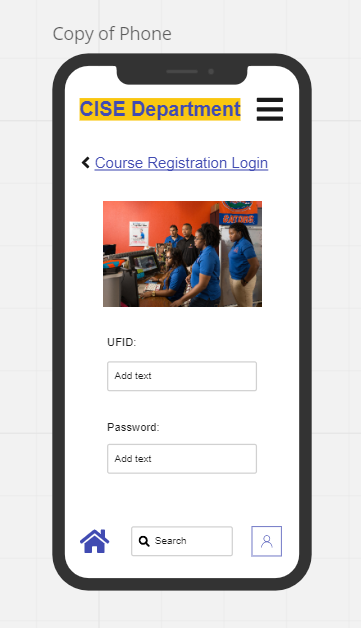 Copy of Phone
CISE Department
Course Registration Login
UFID:
Add text
Password:
Add text
Search